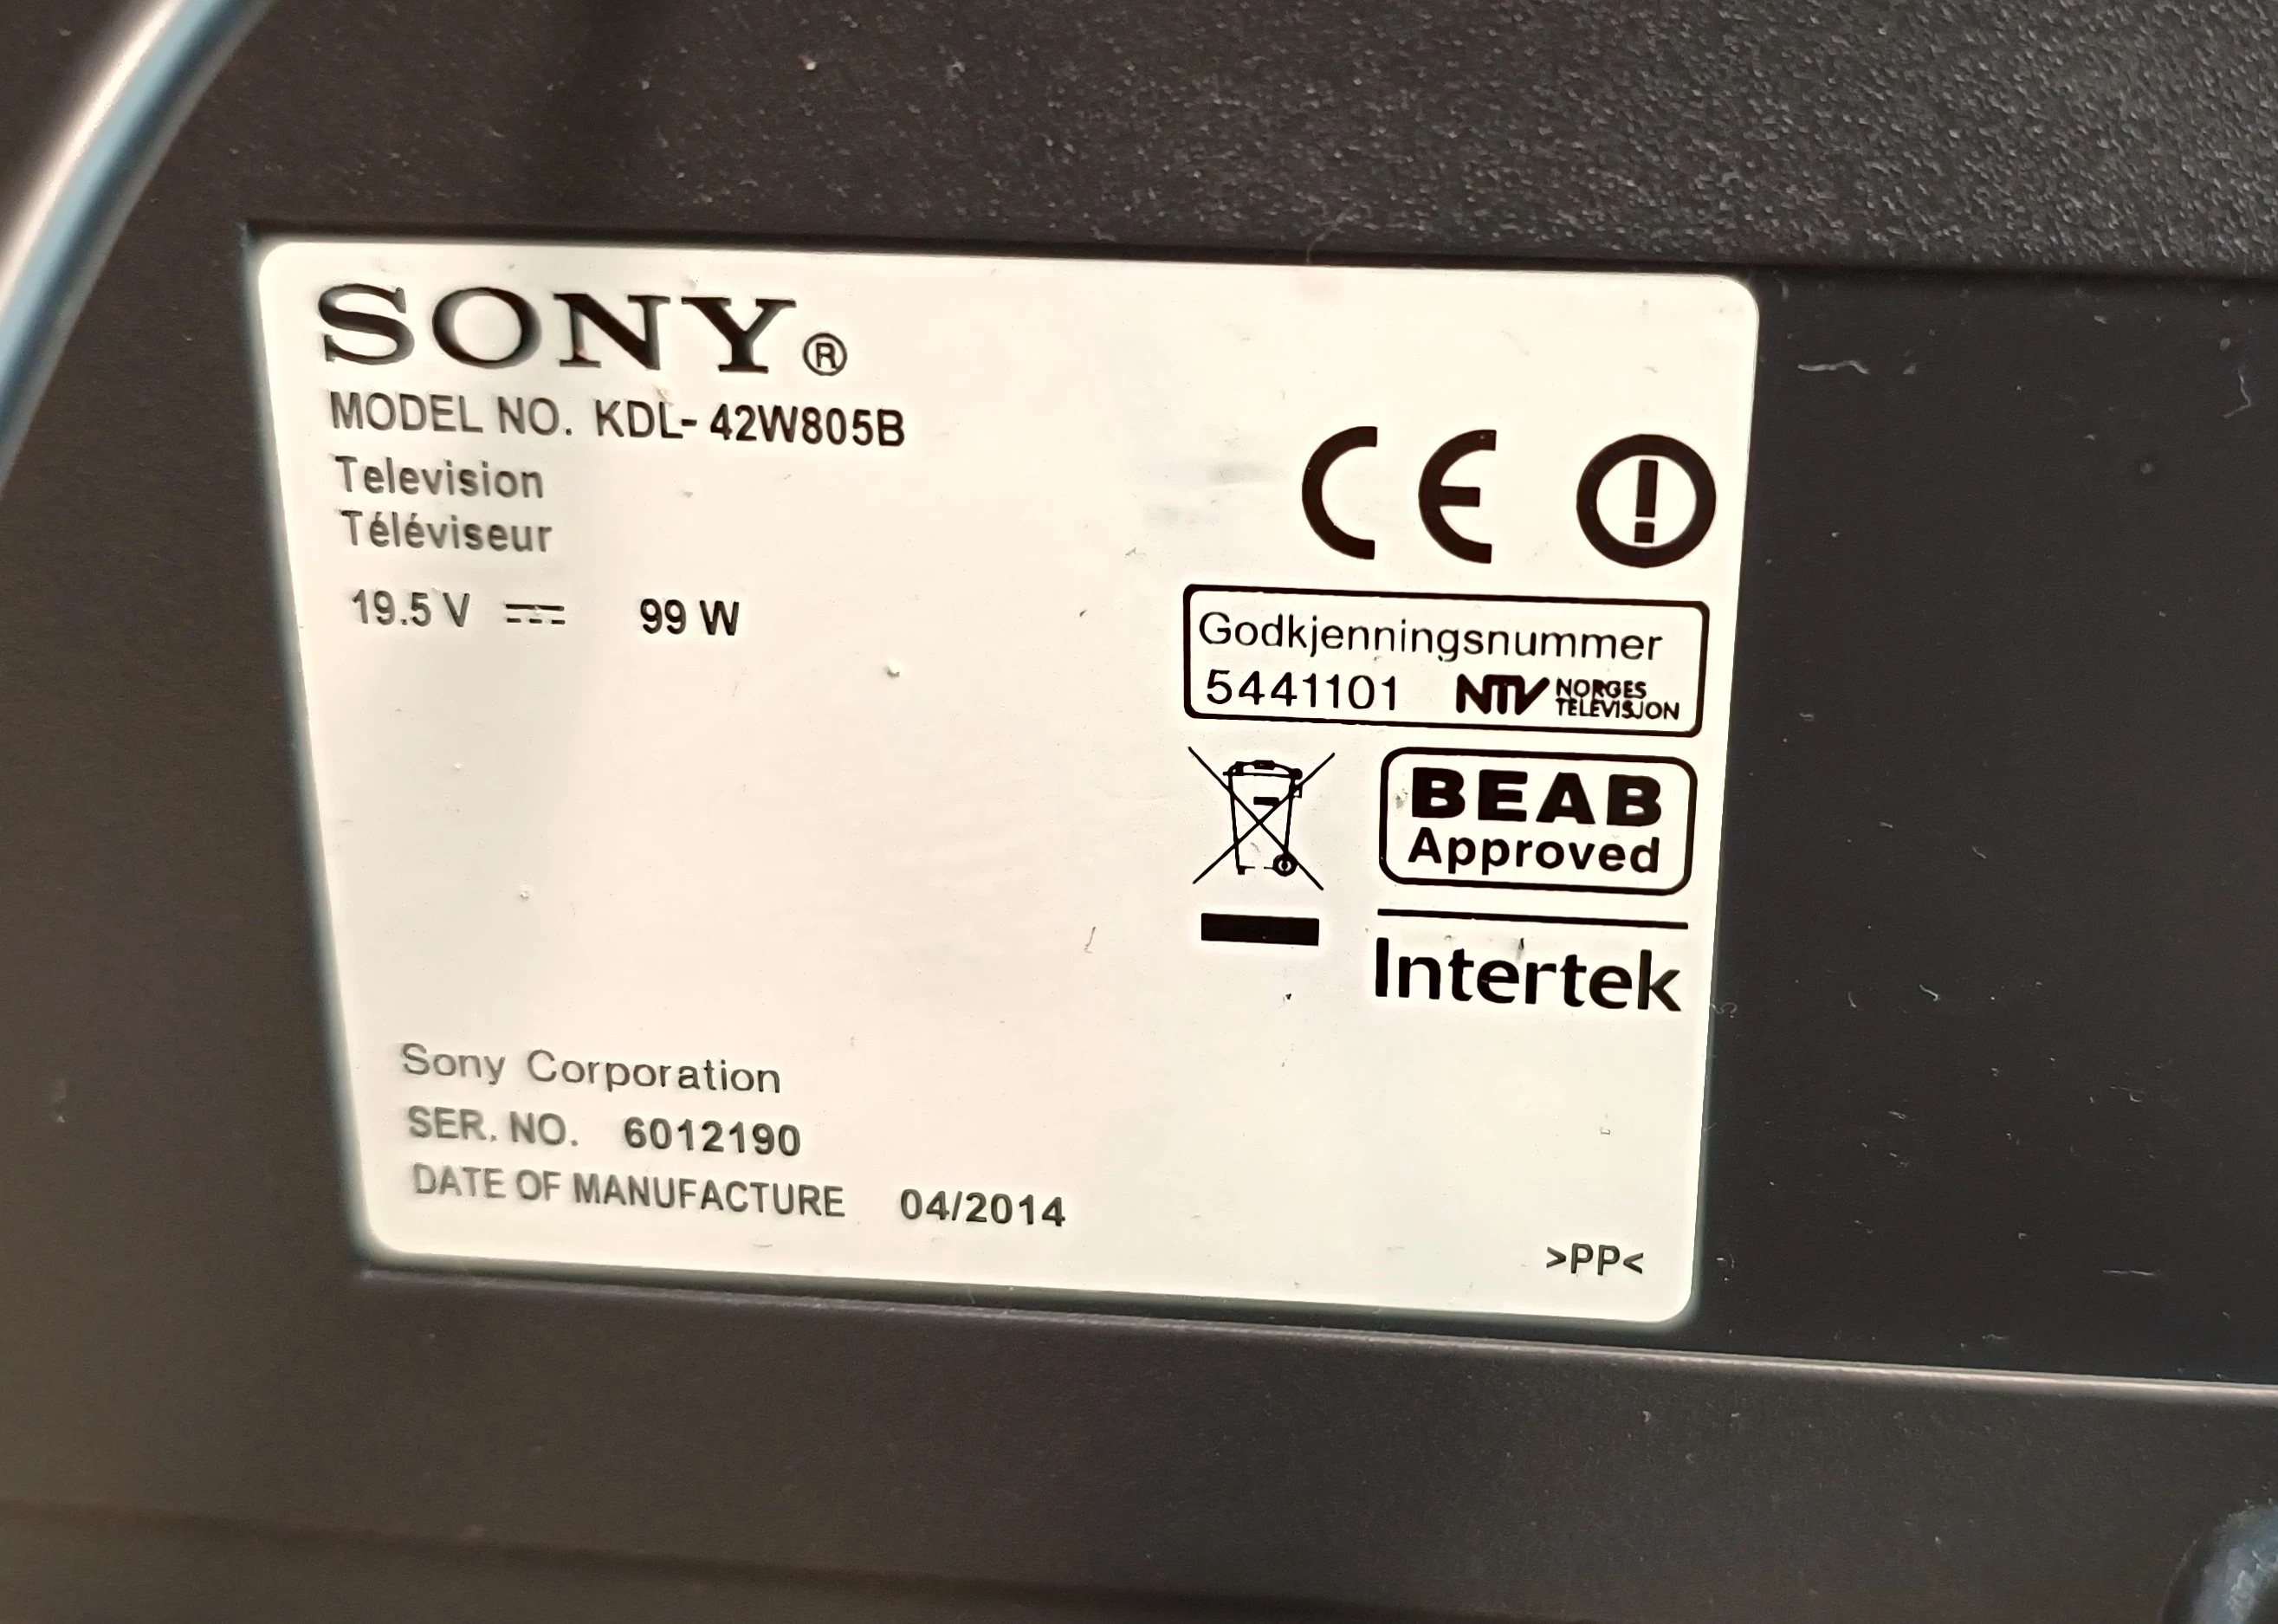 SONY®
MODEL NO. KDL-42W805B
Television
Téléviseur
19.5 V ⎓ 99 W
CE
Godkjenningsnummer
5441101 NTV NORGES TELEVISJON
BEAB
Approved
Intertek
Sony Corporation
SER. NO. 6012190
DATE OF MANUFACTURE 04/2014
>PP<